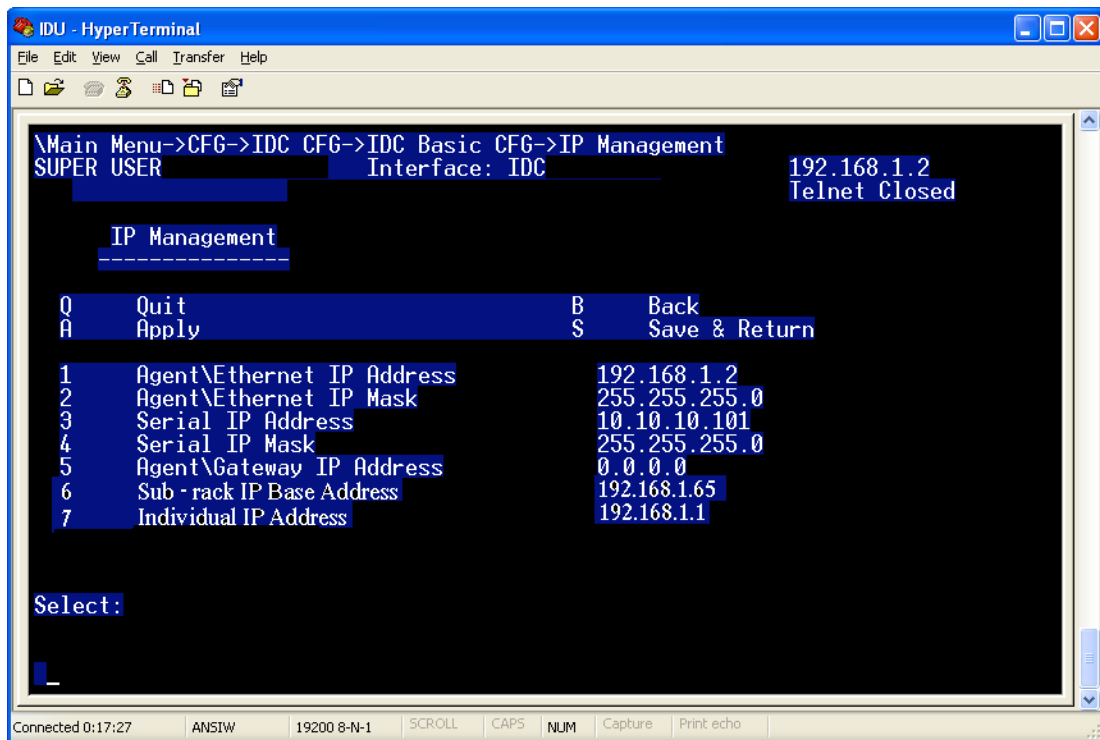 IDU - HyperTerminal
File Edit View Call Transfer Help
\Main Menu->CFG->IDC CFG->IDC Basic CFG->IP Management
SUPER USER Interface: IDC 192.168.1.2
Telnet Closed
IP Management
---------------
Q Quit B Back
A Apply S Save & Return
1 Agent\Ethernet IP Address 192.168.1.2
2 Agent\Ethernet IP Mask 255.255.255.0
3 Serial IP Address 10.10.10.101
4 Serial IP Mask 255.255.255.0
5 Agent\Gateway IP Address 0.0.0.0
6 Sub - rack IP Base Address 192.168.1.65
7 Individual IP Address 192.168.1.1
Select:
Connected 0:17:27 ANSIW 19200 8-N-1 SCROLL CAPS NUM Capture Print echo